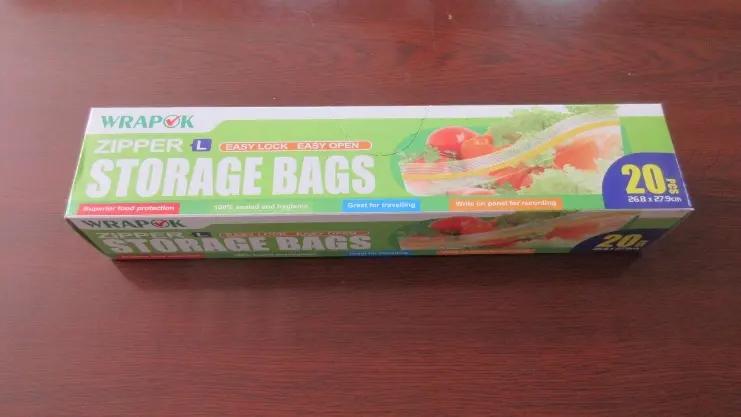 WRAPOK
ZIPPER L EASY LOCK EASY OPEN
STORAGE BAGS
20 PCS
26.8 x 27.9cm
Superior food protection 100% sealed and hygienic Great for travelling Write on panel for recording
WRAPOK
ZIPPER L EASY LOCK EASY OPEN
STORAGE BAGS
20